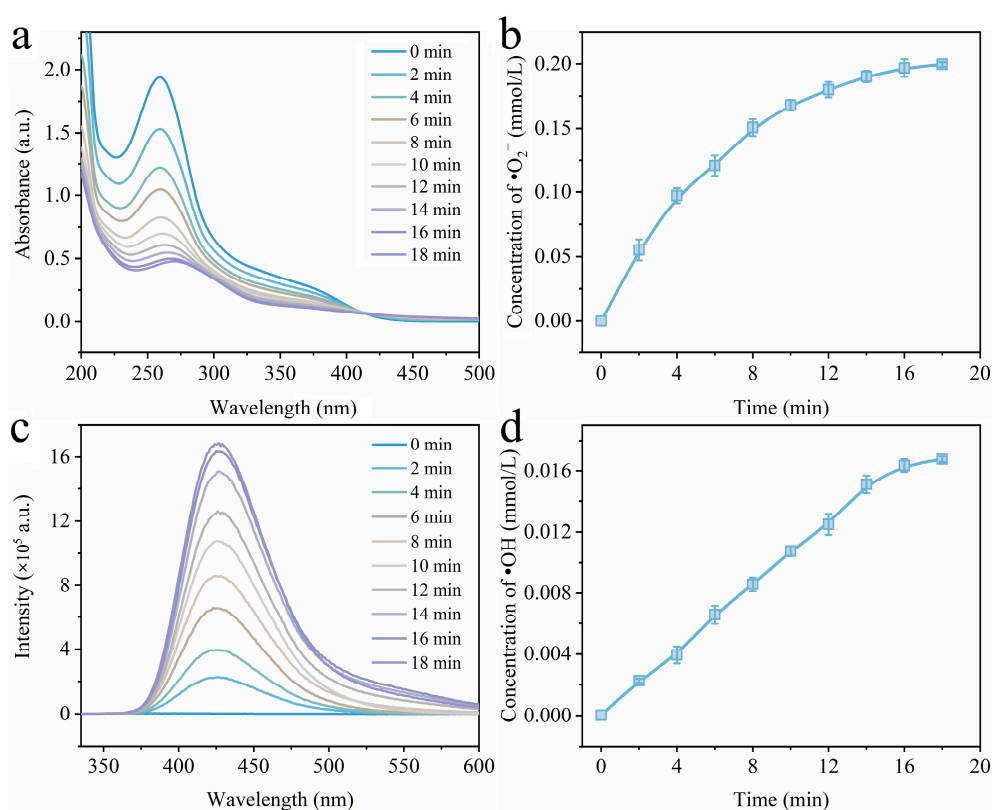 a
2.0
1.5
1.0
0.5
0.0
Absorbance (a.u.)
200
250
300
350
400
450
500
Wavelength (nm)
0 min
2 min
4 min
6 min
8 min
10 min
12 min
14 min
16 min
18 min
b
0.20
0.15
0.10
0.05
0.00
Concentration of •O₂⁻ (mmol/L)
0
4
8
12
16
20
Time (min)
c
16
12
8
4
0
Intensity (×10⁵ a.u.)
350
400
450
500
550
600
Wavelength (nm)
0 min
2 min
4 min
6 min
8 min
10 min
12 min
14 min
16 min
18 min
d
0.016
0.012
0.008
0.004
0.000
Concentration of •OH (mmol/L)
0
4
8
12
16
20
Time (min)